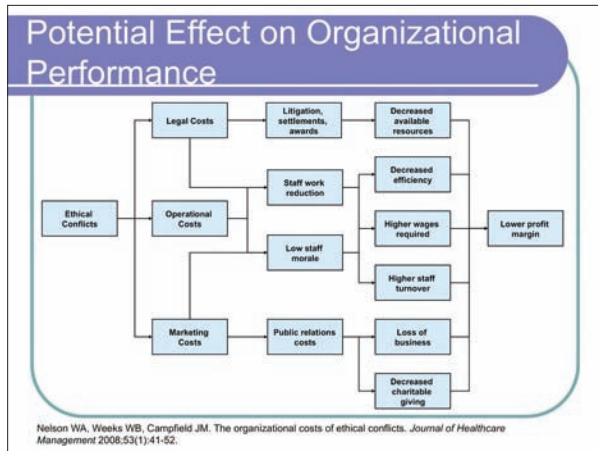 Potential Effect on Organizational
Performance
Legal Costs
Litigation,
settlements,
awards
Decreased
available
resources
Staff work
reduction
Decreased
efficiency
Ethical
Conflicts
Operational
Costs
Higher wages
required
Lower profit
margin
Low staff
morale
Higher staff
turnover
Marketing
Costs
Public relations
costs
Loss of
business
Decreased
charitable
giving
Nelson WA, Weeks WB, Campfield JM. The organizational costs of ethical conflicts. Journal of Healthcare
Management 2008;53(1):41-52.